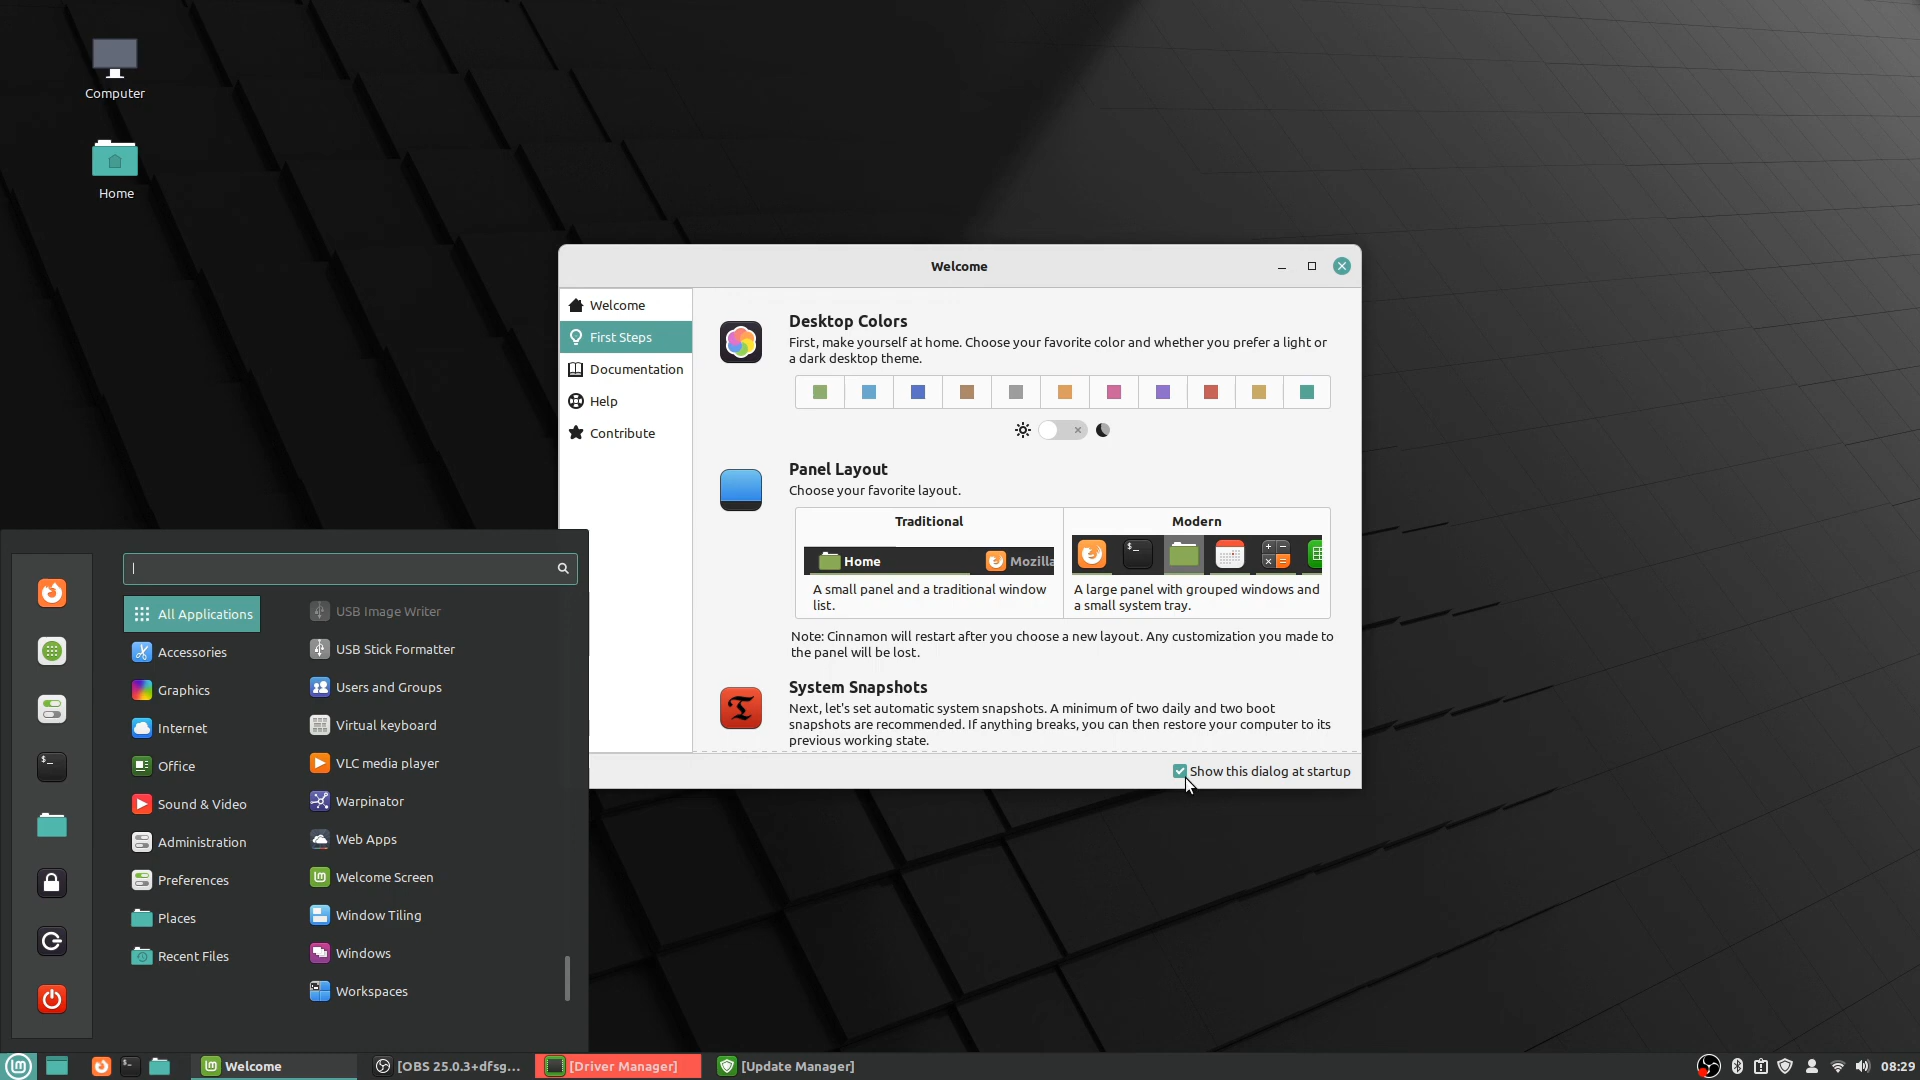 Computer
Home
Welcome
Welcome
First Steps
Documentation
Help
Contribute
Desktop Colors
First, make yourself at home. Choose your favorite color and whether you prefer a light or
a dark desktop theme.
Panel Layout
Choose your favorite layout.
Traditional
Modern
Home
Mozilla
A small panel and a traditional window
list.
A large panel with grouped windows and
a small system tray.
Note: Cinnamon will restart after you choose a new layout. Any customization you made to
the panel will be lost.
System Snapshots
Next, let's set automatic system snapshots. A minimum of two daily and two boot
snapshots are recommended. If anything breaks, you can then restore your computer to its
previous working state.
Show this dialog at startup
All Applications
Accessories
Graphics
Internet
Office
Sound & Video
Administration
Preferences
Places
Recent Files
USB Image Writer
USB Stick Formatter
Users and Groups
Virtual keyboard
VLC media player
Warpinator
Web Apps
Welcome Screen
Window Tiling
Windows
Workspaces
Welcome
[OBS 25.0.3+dfsg...
[Driver Manager]
[Update Manager]
08:29